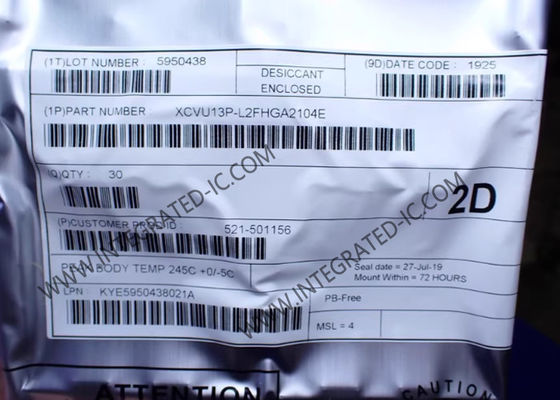 (1T)LOT NUMBER : 5950438
DESICCANT
ENCLOSED
(9D)DATE CODE : 1925
(1P)PART NUMBER XCVU13P-L2FHGA2104E
(Q)QTY : 30
2D
(P)CUSTOMER PROD ID : 521-501156
BODY TEMP 245C +0/-5C
Seal date = 27-Jul-19
Mount Within = 72 HOURS
LPN: KYE5950438021A
PB-Free
MSL = 4
ATTENTION
CAUTION
WWW.INTEGRATED-IC.COM
WWW.INTEGRATED-IC.COM